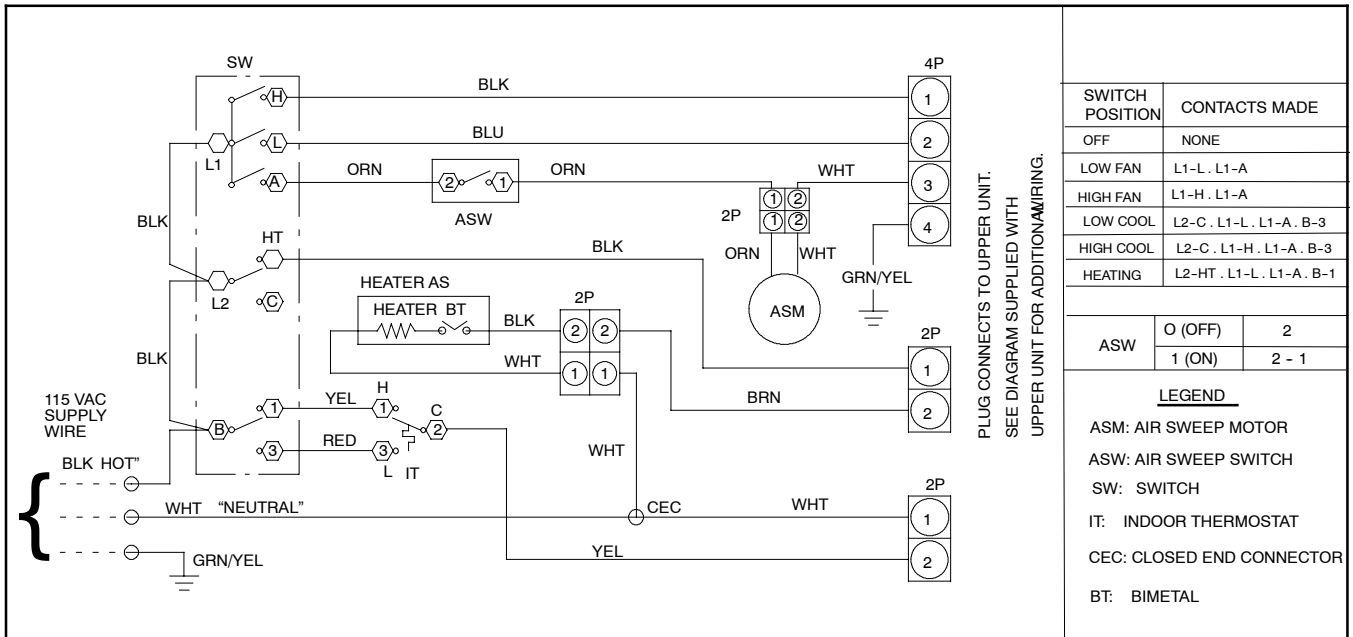 SW
4P
H
BLK
1
L
BLU
2
L1
A
ORN
2
1
ORN
WHT
3
ASW
2P
1 2
1 2
4
BLK
HT
BLK
ORN
WHT
GRN/YEL
L2
C
HEATER AS
HEATER BT
2P
ASM
BLK
2 2
2P
BLK
WHT
1 1
1
BRN
2
115 VAC
SUPPLY
WIRE
1
YEL
H
1
C
2
B
3
RED
3
L IT
WHT
BLK HOT”
WHT “NEUTRAL”
CEC
WHT
2P
1
GRN/YEL
YEL
2
PLUG CONNECTS TO UPPER UNIT.
SEE DIAGRAM SUPPLIED WITH
UPPER UNIT FOR ADDITIONALWIRING.
SWITCH POSITION CONTACTS MADE
OFF NONE
LOW FAN L1-L . L1-A
HIGH FAN L1-H . L1-A
LOW COOL L2-C . L1-L . L1-A . B-3
HIGH COOL L2-C . L1-H . L1-A . B-3
HEATING L2-HT . L1-L . L1-A . B-1
ASW
O (OFF) 2
1 (ON) 2 - 1
LEGEND
ASM: AIR SWEEP MOTOR
ASW: AIR SWEEP SWITCH
SW: SWITCH
IT: INDOOR THERMOSTAT
CEC: CLOSED END CONNECTOR
BT: BIMETAL